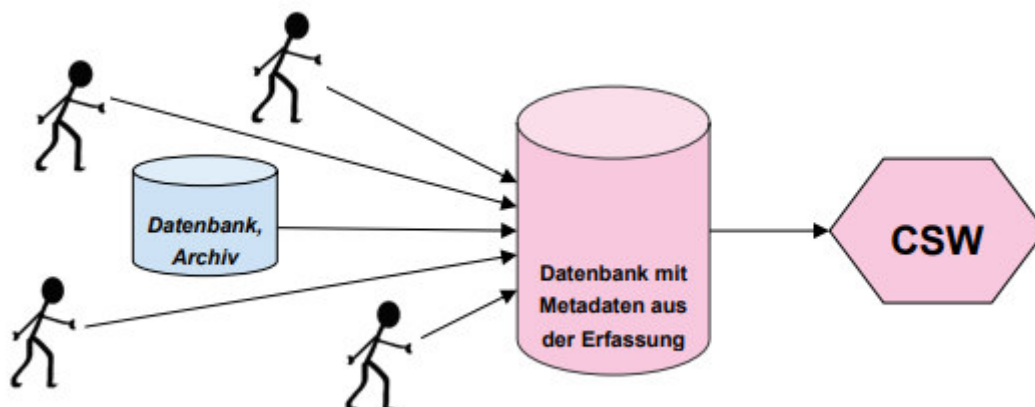 Datenbank,
Archiv
Datenbank mit
Metadaten aus
der Erfassung
CSW